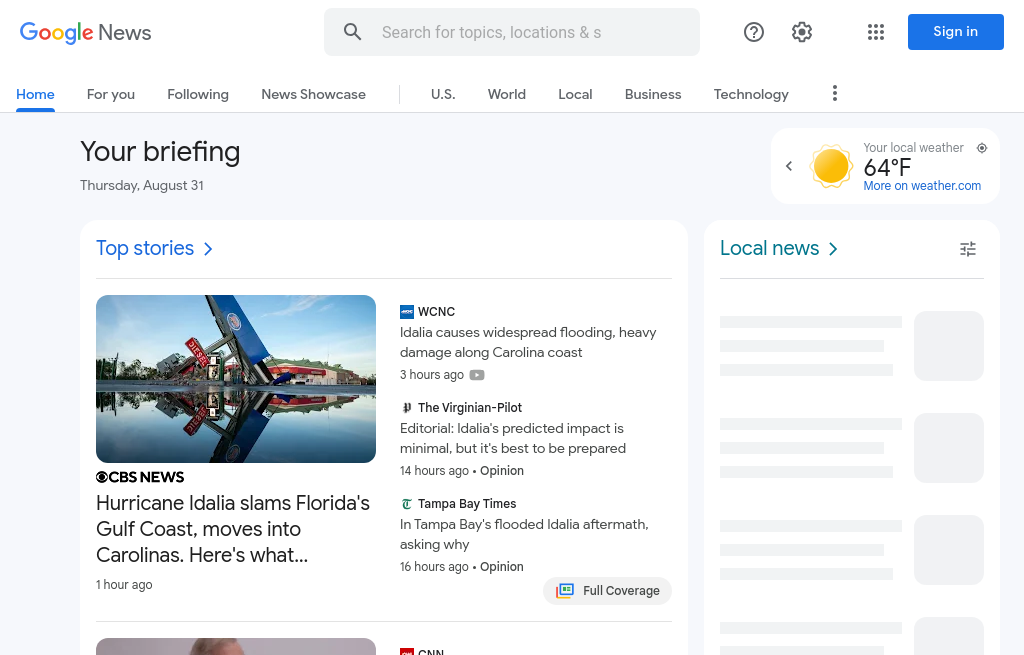 Google News
Search for topics, locations & s
Sign in
Home
For you
Following
News Showcase
U.S.
World
Local
Business
Technology
Your briefing
Thursday, August 31
Your local weather
64°F
More on weather.com
Top stories
Local news
DIESEL
CBS NEWS
Hurricane Idalia slams Florida's
Gulf Coast, moves into
Carolinas. Here's what...
1 hour ago
WCNC
Idalia causes widespread flooding, heavy
damage along Carolina coast
3 hours ago
The Virginian-Pilot
Editorial: Idalia's predicted impact is
minimal, but it's best to be prepared
14 hours ago • Opinion
Tampa Bay Times
In Tampa Bay's flooded Idalia aftermath,
asking why
16 hours ago • Opinion
Full Coverage
CNN